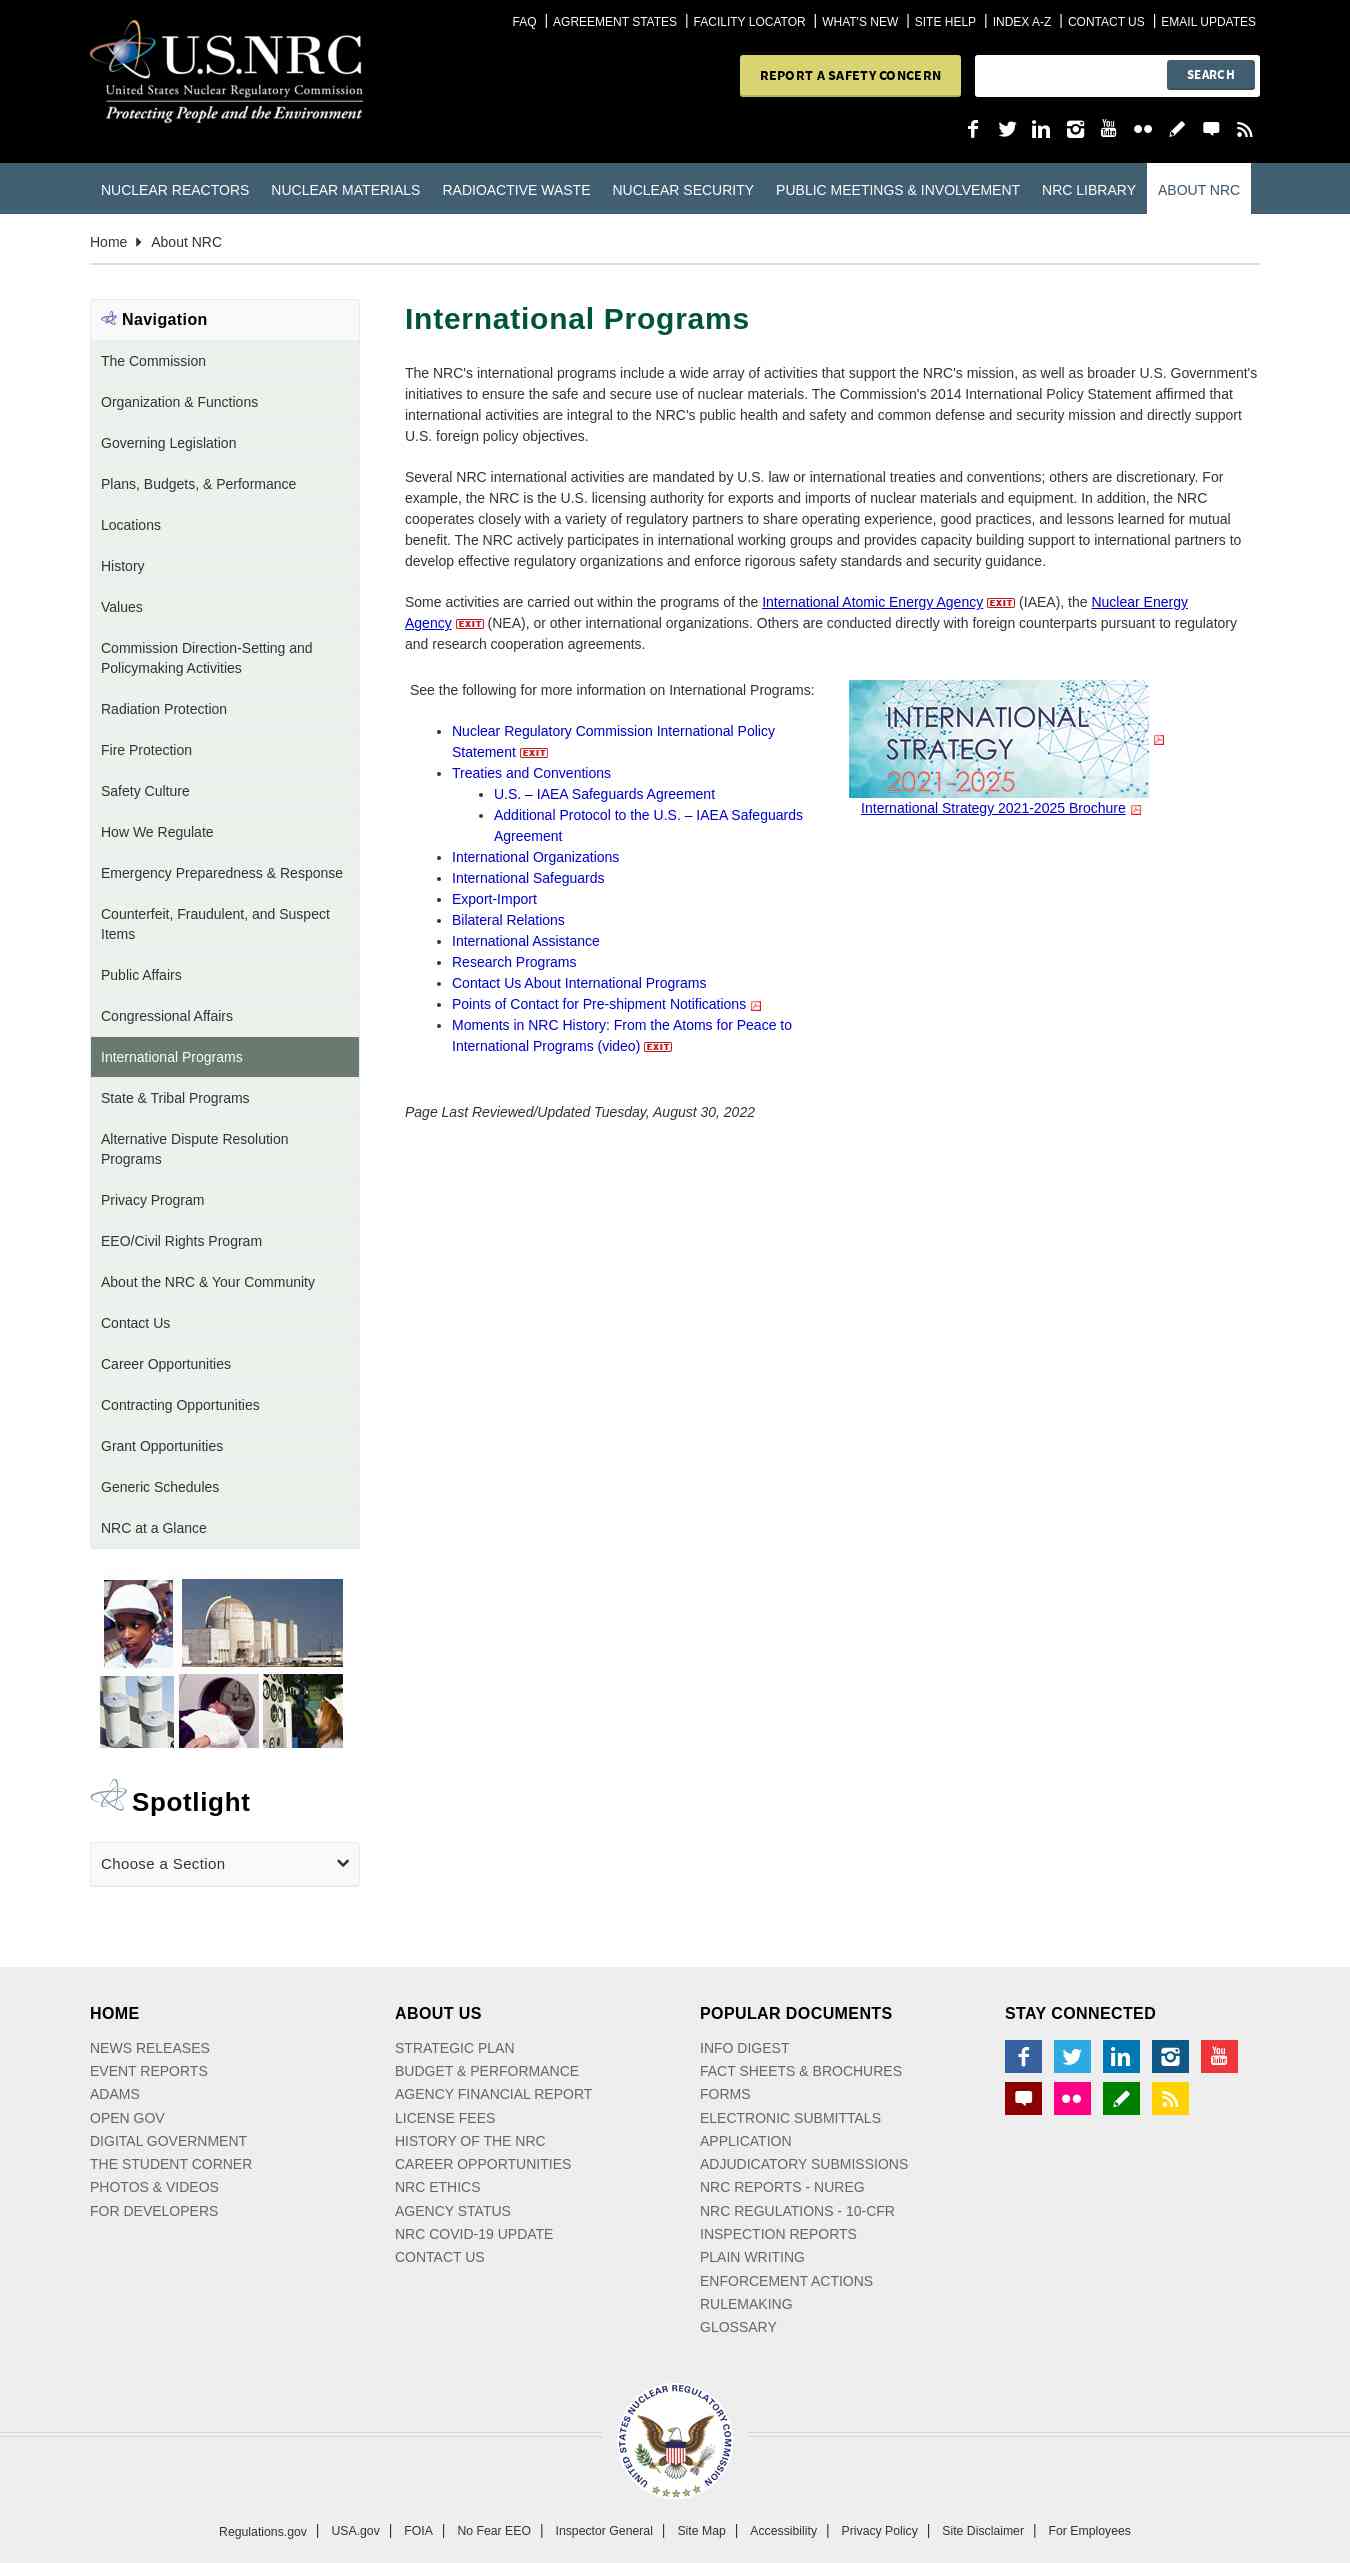 FAQ | AGREEMENT STATES | FACILITY LOCATOR | WHAT'S NEW | SITE HELP | INDEX A-Z | CONTACT US | EMAIL UPDATES
U.S.NRC
United States Nuclear Regulatory Commission
Protecting People and the Environment
REPORT A SAFETY CONCERN
SEARCH
NUCLEAR REACTORS NUCLEAR MATERIALS RADIOACTIVE WASTE NUCLEAR SECURITY PUBLIC MEETINGS & INVOLVEMENT NRC LIBRARY ABOUT NRC
Home About NRC
Navigation
The Commission
Organization & Functions
Governing Legislation
Plans, Budgets, & Performance
Locations
History
Values
Commission Direction-Setting and
Policymaking Activities
Radiation Protection
Fire Protection
Safety Culture
How We Regulate
Emergency Preparedness & Response
Counterfeit, Fraudulent, and Suspect
Items
Public Affairs
Congressional Affairs
International Programs
State & Tribal Programs
Alternative Dispute Resolution
Programs
Privacy Program
EEO/Civil Rights Program
About the NRC & Your Community
Contact Us
Career Opportunities
Contracting Opportunities
Grant Opportunities
Generic Schedules
NRC at a Glance
Spotlight
Choose a Section
International Programs
The NRC's international programs include a wide array of activities that support the NRC's mission, as well as broader U.S. Government's
initiatives to ensure the safe and secure use of nuclear materials. The Commission's 2014 International Policy Statement affirmed that
international activities are integral to the NRC's public health and safety and common defense and security mission and directly support
U.S. foreign policy objectives.
Several NRC international activities are mandated by U.S. law or international treaties and conventions; others are discretionary. For
example, the NRC is the U.S. licensing authority for exports and imports of nuclear materials and equipment. In addition, the NRC
cooperates closely with a variety of regulatory partners to share operating experience, good practices, and lessons learned for mutual
benefit. The NRC actively participates in international working groups and provides capacity building support to international partners to
develop effective regulatory organizations and enforce rigorous safety standards and security guidance.
Some activities are carried out within the programs of the International Atomic Energy Agency EXIT (IAEA), the Nuclear Energy
Agency EXIT (NEA), or other international organizations. Others are conducted directly with foreign counterparts pursuant to regulatory
and research cooperation agreements.
See the following for more information on International Programs:
• Nuclear Regulatory Commission International Policy
Statement EXIT
• Treaties and Conventions
• U.S. – IAEA Safeguards Agreement
• Additional Protocol to the U.S. – IAEA Safeguards
Agreement
• International Organizations
• International Safeguards
• Export-Import
• Bilateral Relations
• International Assistance
• Research Programs
• Contact Us About International Programs
• Points of Contact for Pre-shipment Notifications
• Moments in NRC History: From the Atoms for Peace to
International Programs (video) EXIT
INTERNATIONAL
STRATEGY
2021-2025
International Strategy 2021-2025 Brochure
Page Last Reviewed/Updated Tuesday, August 30, 2022
HOME
NEWS RELEASES
EVENT REPORTS
ADAMS
OPEN GOV
DIGITAL GOVERNMENT
THE STUDENT CORNER
PHOTOS & VIDEOS
FOR DEVELOPERS
ABOUT US
STRATEGIC PLAN
BUDGET & PERFORMANCE
AGENCY FINANCIAL REPORT
LICENSE FEES
HISTORY OF THE NRC
CAREER OPPORTUNITIES
NRC ETHICS
AGENCY STATUS
NRC COVID-19 UPDATE
CONTACT US
POPULAR DOCUMENTS
INFO DIGEST
FACT SHEETS & BROCHURES
FORMS
ELECTRONIC SUBMITTALS
APPLICATION
ADJUDICATORY SUBMISSIONS
NRC REPORTS - NUREG
NRC REGULATIONS - 10-CFR
INSPECTION REPORTS
PLAIN WRITING
ENFORCEMENT ACTIONS
RULEMAKING
GLOSSARY
STAY CONNECTED
UNITED STATES NUCLEAR REGULATORY COMMISSION
Regulations.gov | USA.gov | FOIA | No Fear EEO | Inspector General | Site Map | Accessibility | Privacy Policy | Site Disclaimer | For Employees